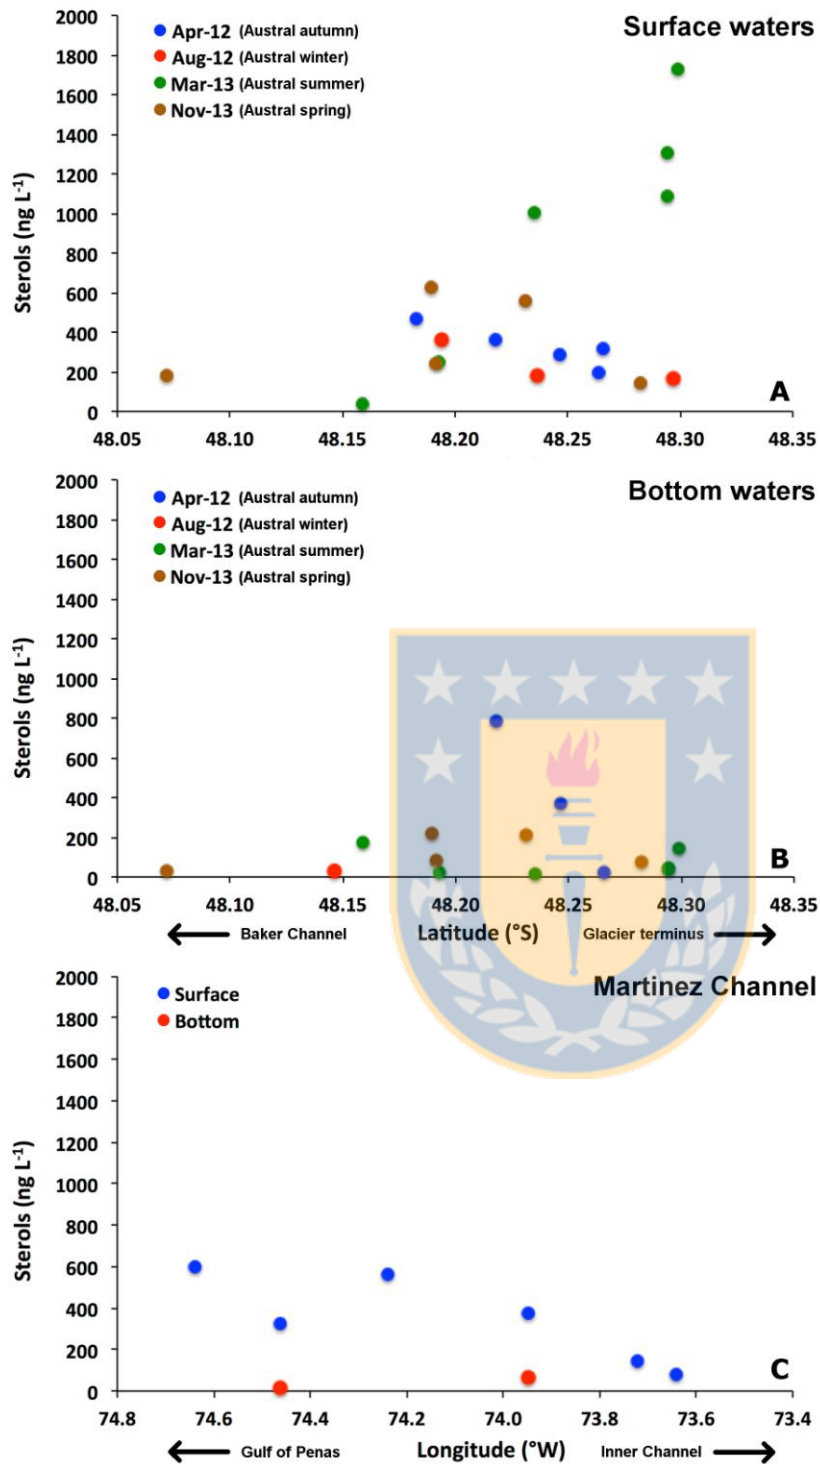 Surface waters
Apr-12 (Austral autumn)
Aug-12 (Austral winter)
Mar-13 (Austral summer)
Nov-13 (Austral spring)
Sterols (ng L⁻¹)
2000
1800
1600
1400
1200
1000
800
600
400
200
0
A
48.05 48.10 48.15 48.20 48.25 48.30 48.35
Bottom waters
Apr-12 (Austral autumn)
Aug-12 (Austral winter)
Mar-13 (Austral summer)
Nov-13 (Austral spring)
Sterols (ng L⁻¹)
2000
1800
1600
1400
1200
1000
800
600
400
200
0
B
48.05 48.10 48.15 48.20 48.25 48.30 48.35
Baker Channel Latitude (°S) Glacier terminus
Martinez Channel
Surface
Bottom
Sterols (ng L⁻¹)
2000
1800
1600
1400
1200
1000
800
600
400
200
0
C
74.8 74.6 74.4 74.2 74.0 73.8 73.6 73.4
Gulf of Penas Longitude (°W) Inner Channel